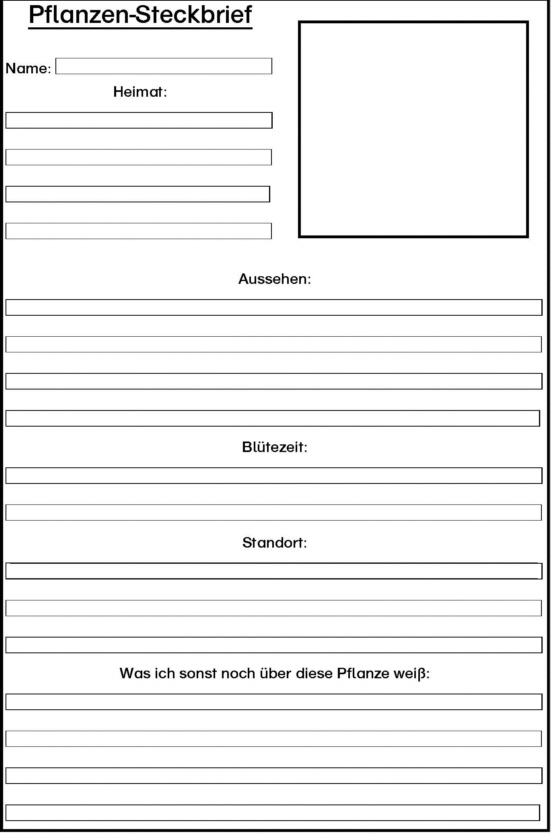 Pflanzen-Steckbrief
Name:
Heimat:
Aussehen:
Blütezeit:
Standort:
Was ich sonst noch über diese Pflanze weiß: